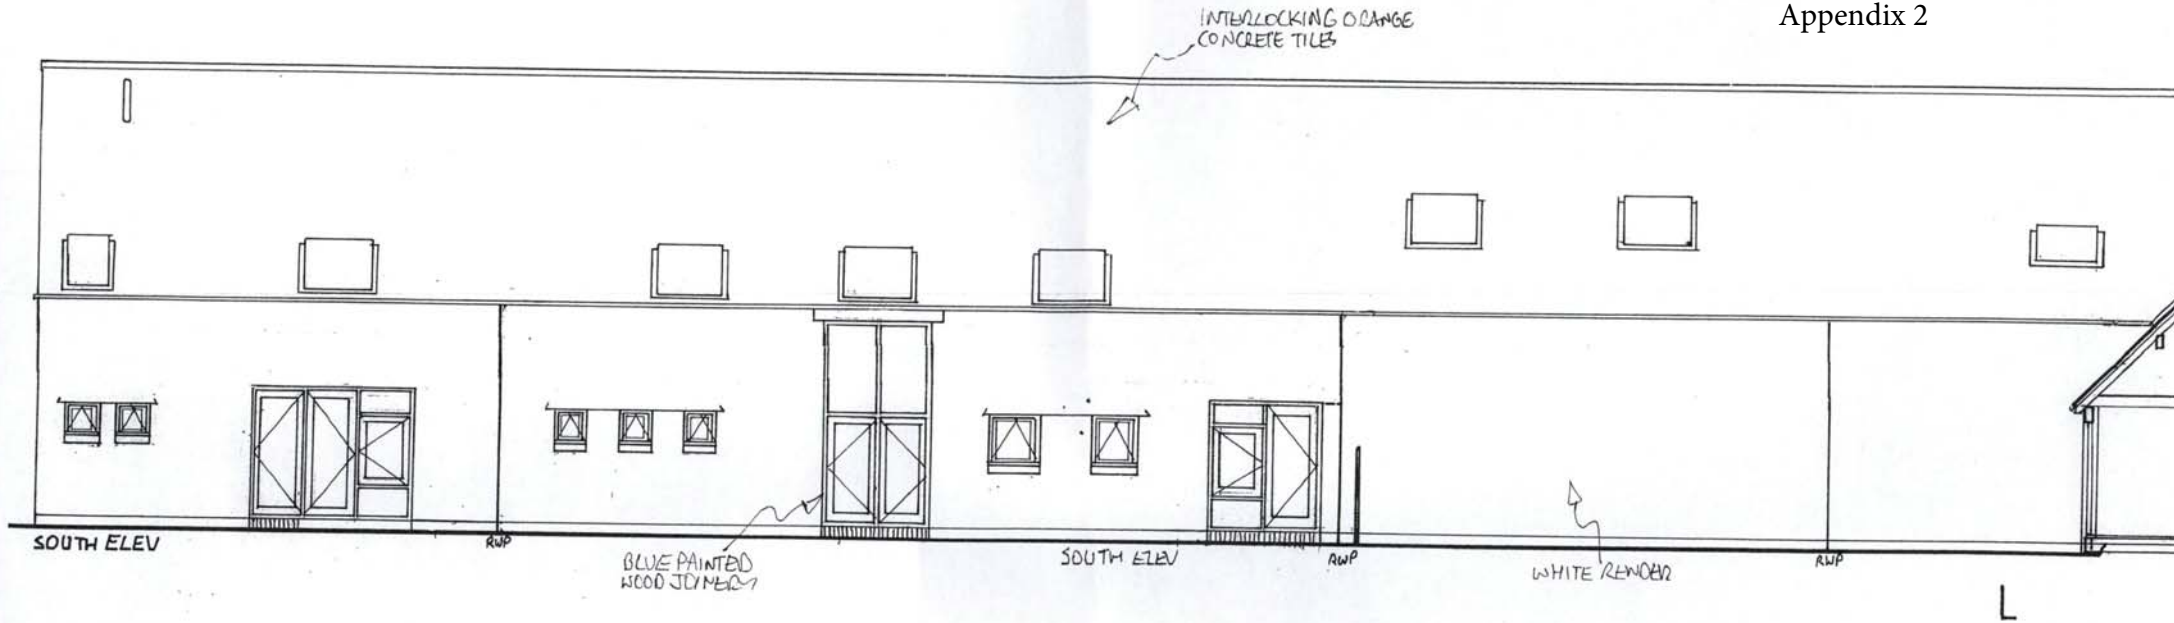 Appendix 2
INTERLOCKING ORANGE
CONCRETE TILES
SOUTH ELEV
RWP
BLUE PAINTED
WOOD JOINERY
SOUTH ELEV
RWP
WHITE RENDER
RWP
L